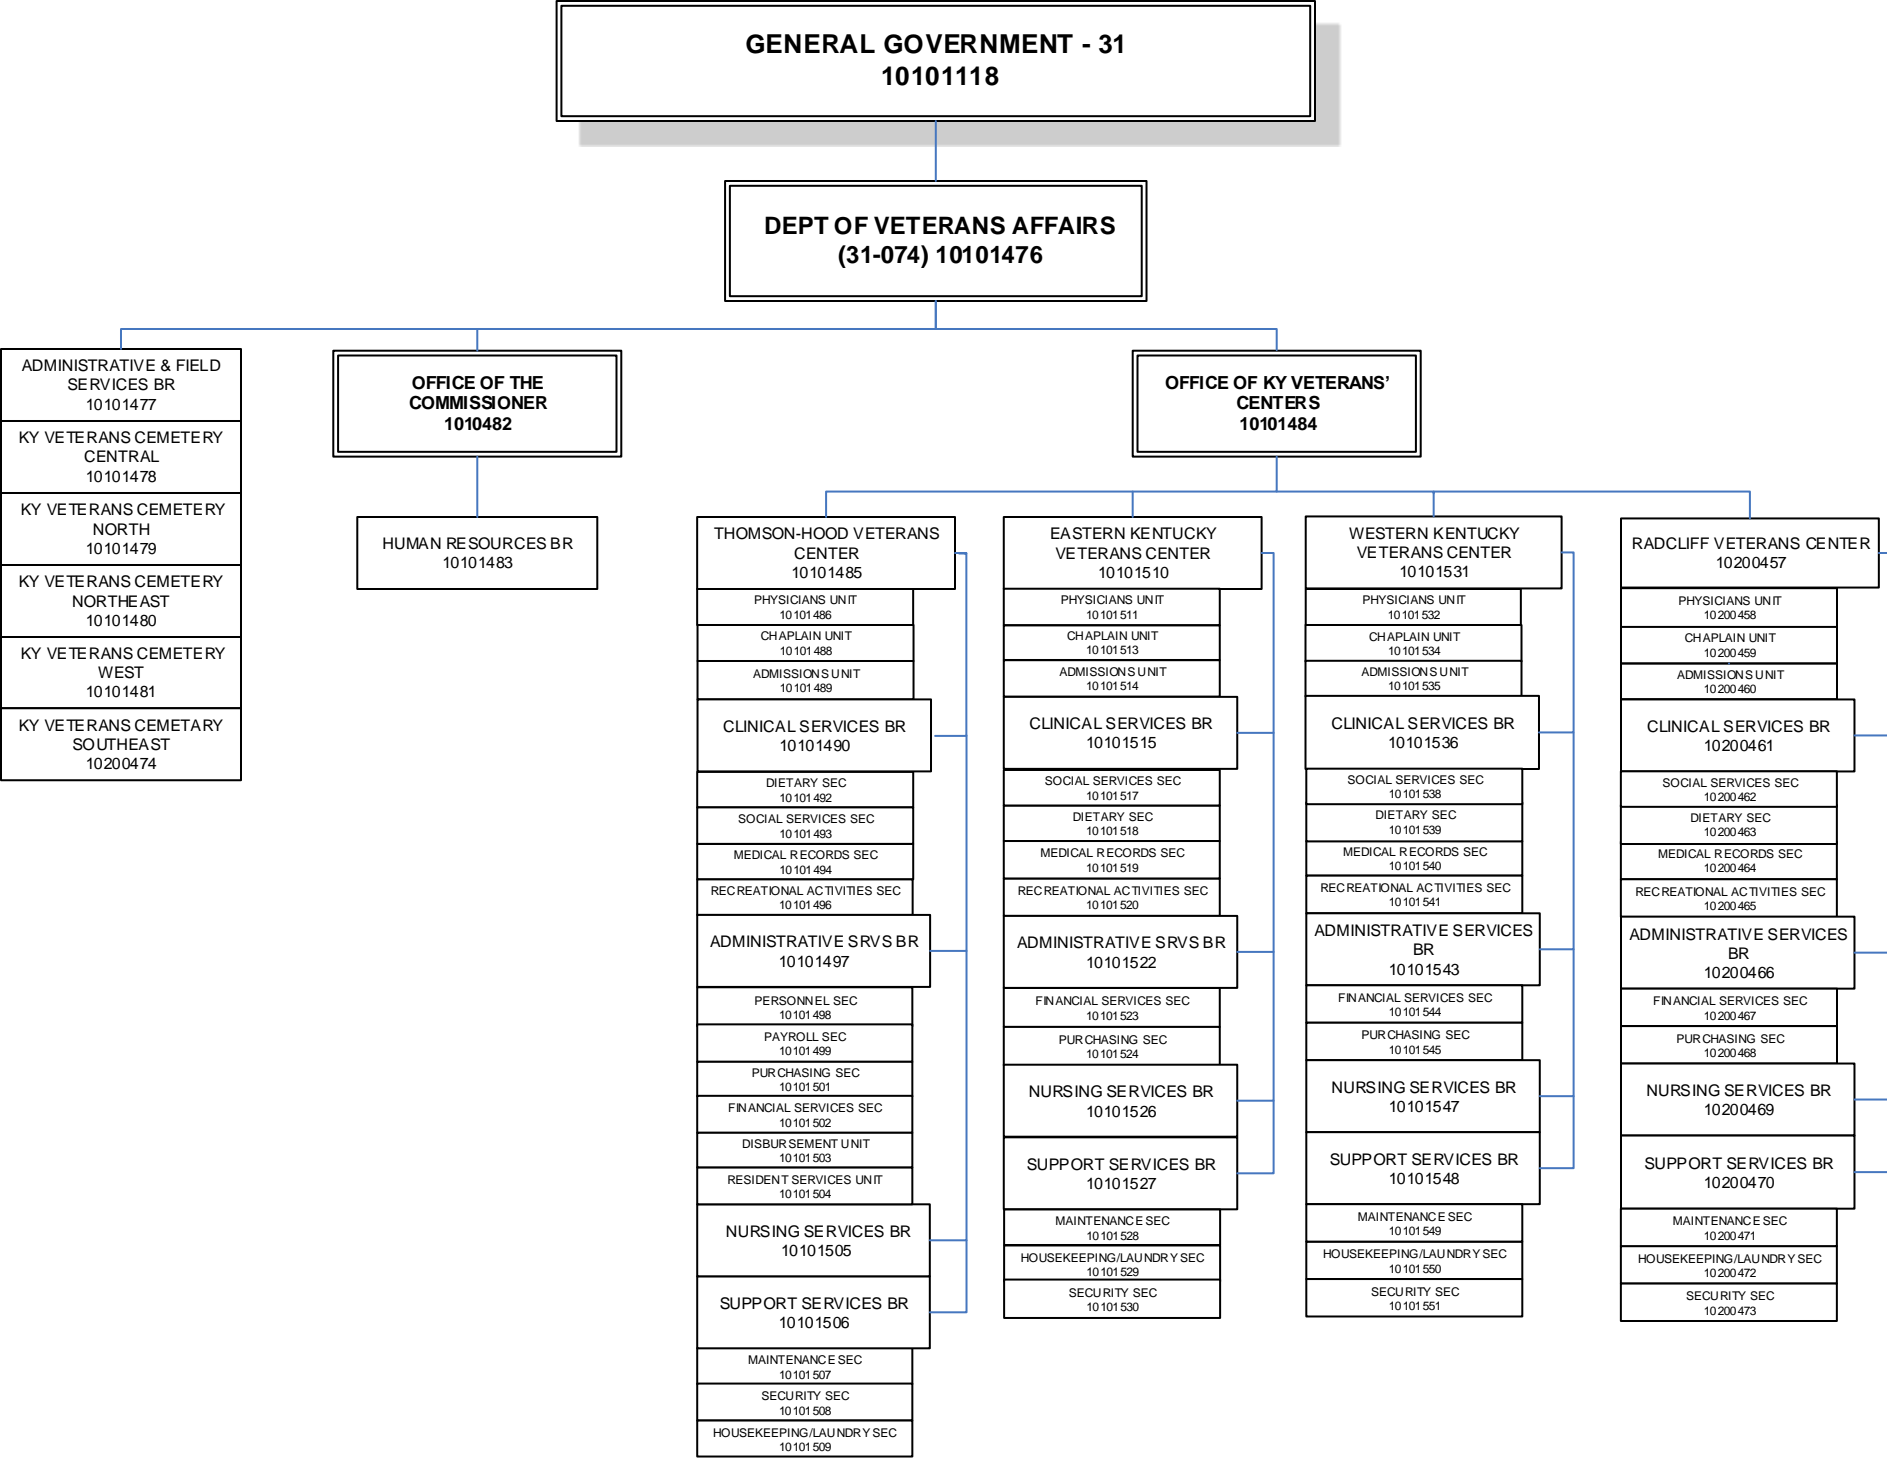 GENERAL GOVERNMENT - 31
10101118
DEPT OF VETERANS AFFAIRS
(31-074) 10101476
ADMINISTRATIVE & FIELD
SERVICES BR
10101477
KY VETERANS CEMETERY
CENTRAL
10101478
KY VETERANS CEMETERY
NORTH
10101479
KY VETERANS CEMETERY
NORTHEAST
10101480
KY VETERANS CEMETERY
WEST
10101481
KY VETERANS CEMETARY
SOUTHEAST
10200474
OFFICE OF THE
COMMISSIONER
1010482
HUMAN RESOURCES BR
10101483
OFFICE OF KY VETERANS’
CENTERS
10101484
THOMSON-HOOD VETERANS
CENTER
10101485
PHYSICIANS UNIT
10101486
CHAPLAIN UNIT
10101488
ADMISSIONS UNIT
10101489
CLINICAL SERVICES BR
10101490
DIETARY SEC
10101492
SOCIAL SERVICES SEC
10101493
MEDICAL RECORDS SEC
10101494
RECREATIONAL ACTIVITIES SEC
10101496
ADMINISTRATIVE SRVS BR
10101497
PERSONNEL SEC
10101498
PAYROLL SEC
10101499
PURCHASING SEC
10101501
FINANCIAL SERVICES SEC
10101502
DISBURSEMENT UNIT
10101503
RESIDENT SERVICES UNIT
10101504
NURSING SERVICES BR
10101505
SUPPORT SERVICES BR
10101506
MAINTENANCE SEC
10101507
SECURITY SEC
10101508
HOUSEKEEPING/LAUNDRY SEC
10101509
EASTERN KENTUCKY
VETERANS CENTER
10101510
PHYSICIANS UNIT
10101511
CHAPLAIN UNIT
10101513
ADMISSIONS UNIT
10101514
CLINICAL SERVICES BR
10101515
SOCIAL SERVICES SEC
10101517
DIETARY SEC
10101518
MEDICAL RECORDS SEC
10101519
RECREATIONAL ACTIVITIES SEC
10101520
ADMINISTRATIVE SRVS BR
10101522
FINANCIAL SERVICES SEC
10101523
PURCHASING SEC
10101524
NURSING SERVICES BR
10101526
SUPPORT SERVICES BR
10101527
MAINTENANCE SEC
10101528
HOUSEKEEPING/LAUNDRY SEC
10101529
SECURITY SEC
10101530
WESTERN KENTUCKY
VETERANS CENTER
10101531
PHYSICIANS UNIT
10101532
CHAPLAIN UNIT
10101534
ADMISSIONS UNIT
10101535
CLINICAL SERVICES BR
10101536
SOCIAL SERVICES SEC
10101538
DIETARY SEC
10101539
MEDICAL RECORDS SEC
10101540
RECREATIONAL ACTIVITIES SEC
10101541
ADMINISTRATIVE SERVICES
BR
10101543
FINANCIAL SERVICES SEC
10101544
PURCHASING SEC
10101545
NURSING SERVICES BR
10101547
SUPPORT SERVICES BR
10101548
MAINTENANCE SEC
10101549
HOUSEKEEPING/LAUNDRY SEC
10101550
SECURITY SEC
10101551
RADCLIFF VETERANS CENTER
10200457
PHYSICIANS UNIT
10200458
CHAPLAIN UNIT
10200459
ADMISSIONS UNIT
10200460
CLINICAL SERVICES BR
10200461
SOCIAL SERVICES SEC
10200462
DIETARY SEC
10200463
MEDICAL RECORDS SEC
10200464
RECREATIONAL ACTIVITIES SEC
10200465
ADMINISTRATIVE SERVICES
BR
10200466
FINANCIAL SERVICES SEC
10200467
PURCHASING SEC
10200468
NURSING SERVICES BR
10200469
SUPPORT SERVICES BR
10200470
MAINTENANCE SEC
10200471
HOUSEKEEPING/LAUNDRY SEC
10200472
SECURITY SEC
10200473